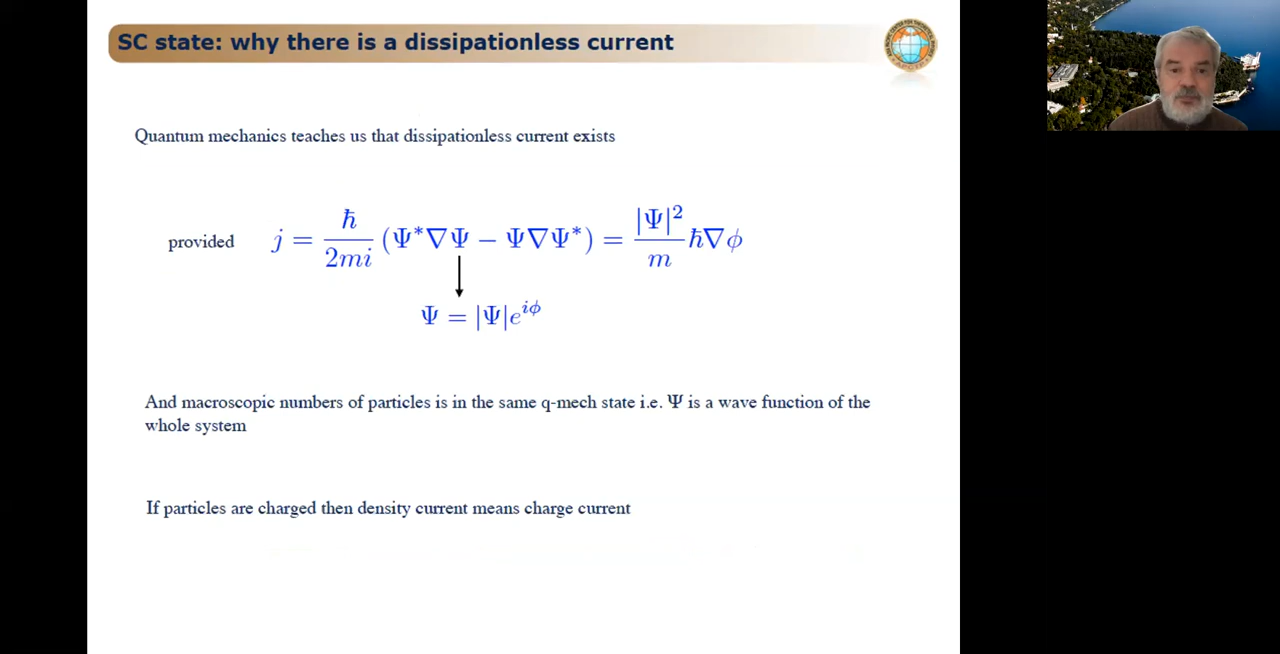 SC state: why there is a dissipationless current
Quantum mechanics teaches us that dissipationless current exists
provided j = ħ/2mi (Ψ*∇Ψ − Ψ∇Ψ*) = |Ψ|²/m ħ∇ϕ
Ψ = |Ψ|e^{iϕ}
And macroscopic numbers of particles is in the same q-mech state i.e. Ψ is a wave function of the
whole system
If particles are charged then density current means charge current